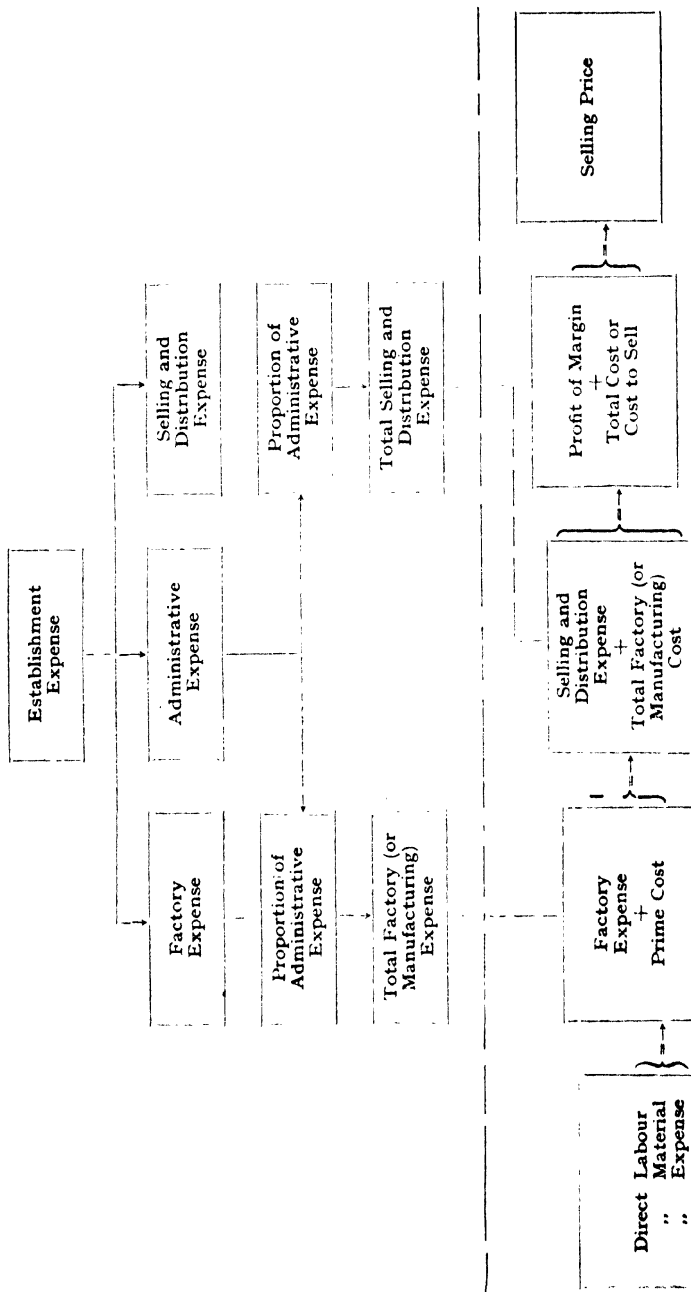 Establishment
Expense
Factory
Expense
Administrative
Expense
Selling and
Distribution
Expense
Proportion of
Administrative
Expense
Proportion of
Administrative
Expense
Total Factory (or
Manufacturing)
Expense
Total Selling and
Distribution
Expense
Direct Labour
,, Material
,, Expense
=
Factory
Expense
+
Prime Cost
=
Selling and
Distribution
Expense
+
Total Factory (or
Manufacturing)
Cost
=
Profit of Margin
+
Total Cost or
Cost to Sell
=
Selling Price